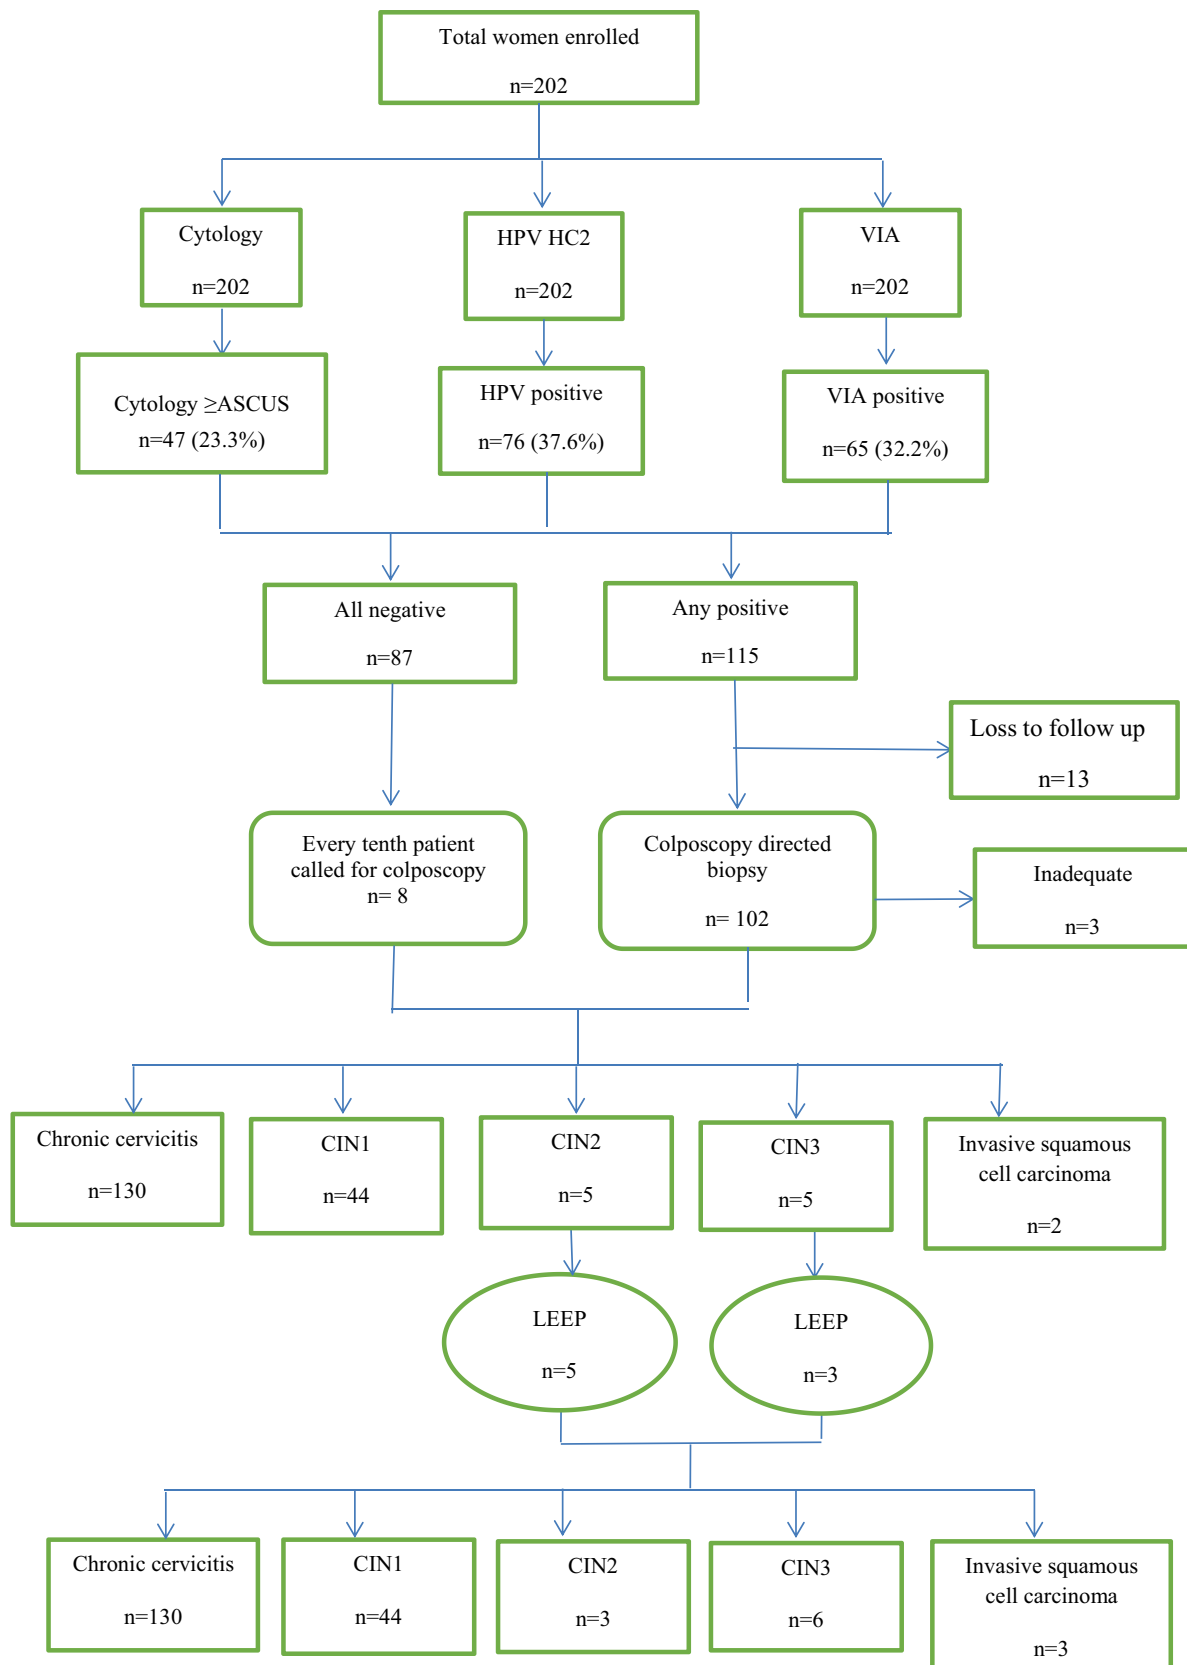 Total women enrolled
n=202
Cytology
n=202
HPV HC2
n=202
VIA
n=202
Cytology ≥ASCUS
n=47 (23.3%)
HPV positive
n=76 (37.6%)
VIA positive
n=65 (32.2%)
All negative
n=87
Any positive
n=115
Loss to follow up
n=13
Every tenth patient
called for colposcopy
n= 8
Colposcopy directed
biopsy
n= 102
Inadequate
n=3
Chronic cervicitis
n=130
CIN1
n=44
CIN2
n=5
CIN3
n=5
Invasive squamous
cell carcinoma
n=2
LEEP
n=5
LEEP
n=3
Chronic cervicitis
n=130
CIN1
n=44
CIN2
n=3
CIN3
n=6
Invasive squamous
cell carcinoma
n=3